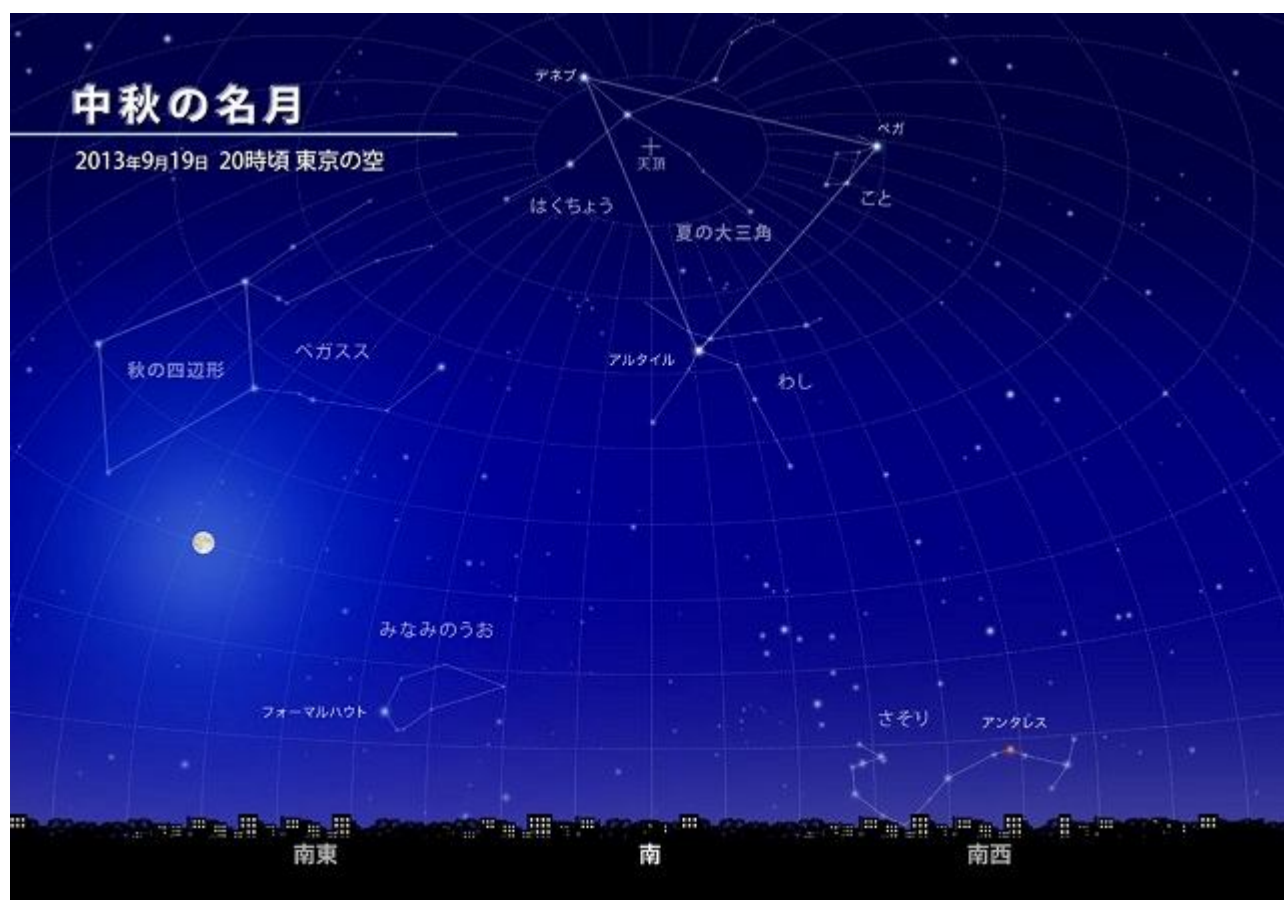 中秋の名月
2013年9月19日 20時頃 東京の空
デネブ
ベガ
天頂
はくちょう
こと
夏の大三角
ペガスス
アルタイル
秋の四辺形
わし
みなみのうお
フォーマルハウト
さそり
アンタレス
南東
南
南西